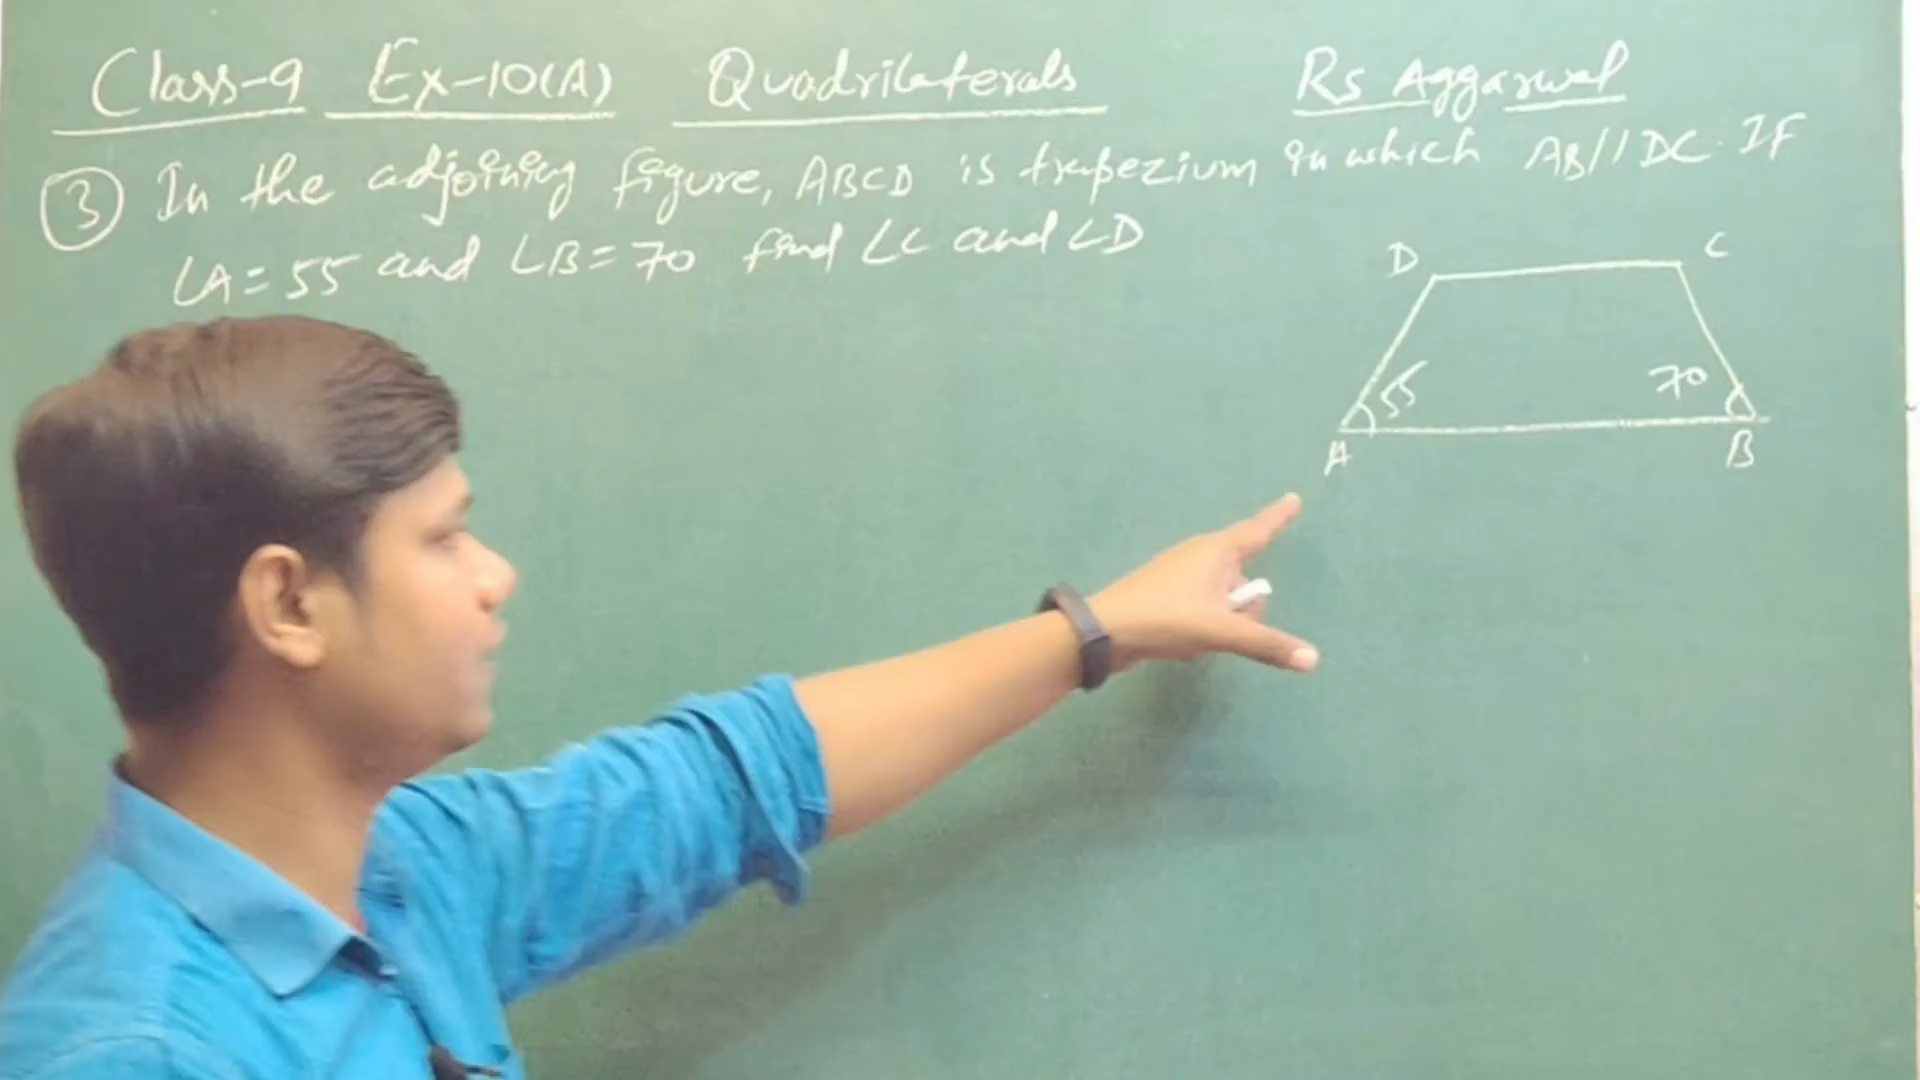 Class-9 Ex-10(A) Quadrilaterals Rs Aggarwal
3 In the adjoining figure, ABCD is trapezium in which AB//DC. If
∠A=55 and ∠B=70 find ∠C and ∠D
D C
55 70
A B